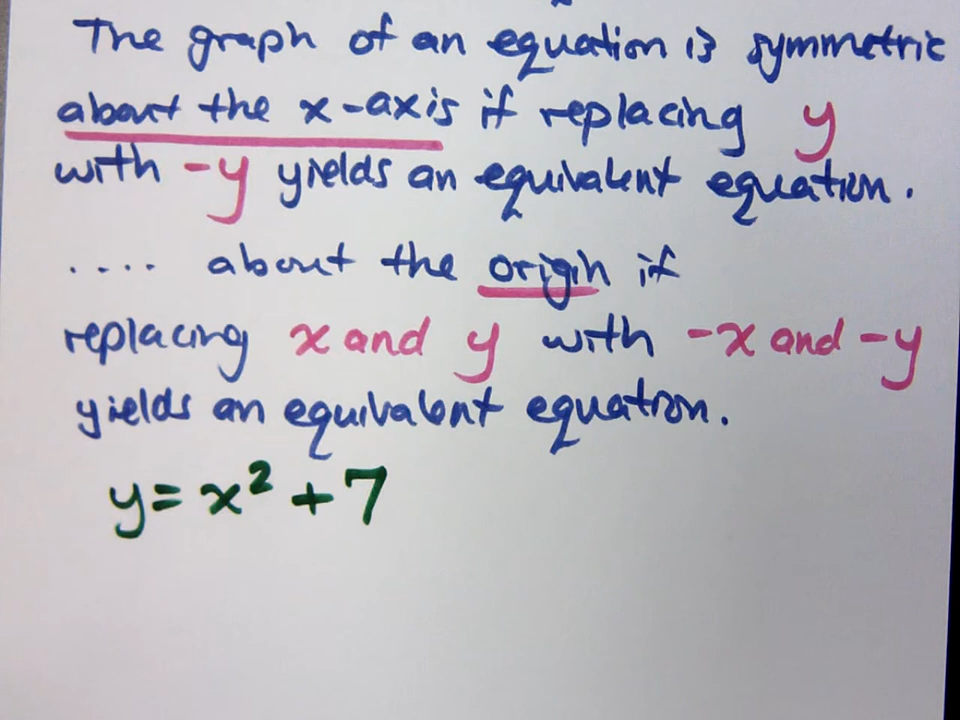 The graph of an equation is symmetric
about the x-axis if replacing y
with -y yields an equivalent equation.
.... about the origin if
replacing x and y with -x and -y
yields an equivalent equation.
y = x² + 7